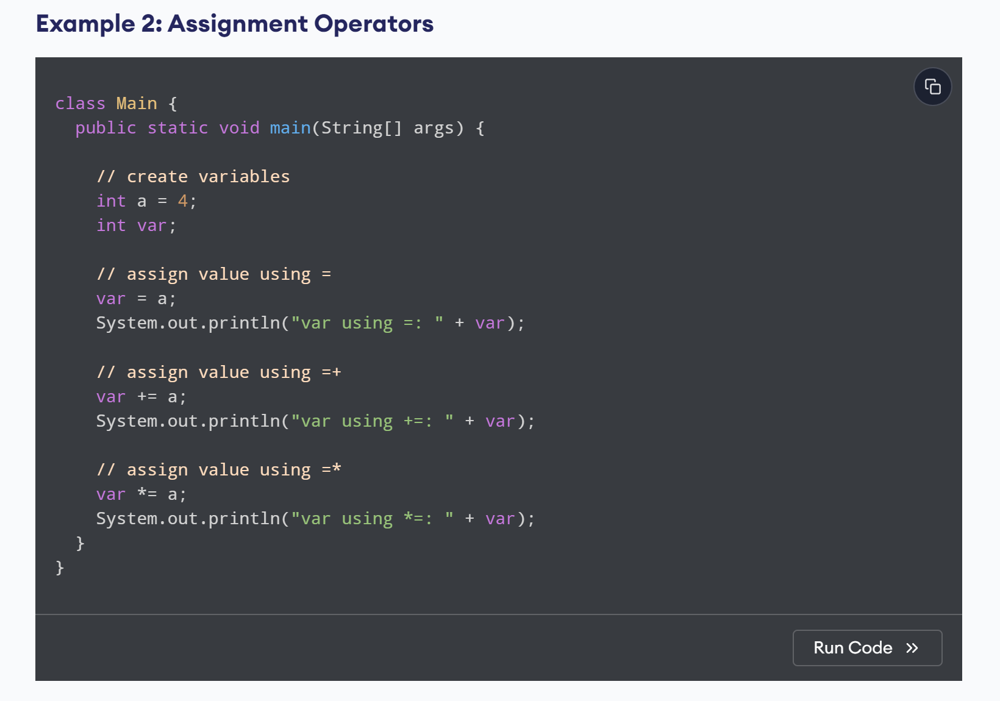 Example 2: Assignment Operators
class Main {
  public static void main(String[] args) {

    // create variables
    int a = 4;
    int var;

    // assign value using =
    var = a;
    System.out.println("var using =: " + var);

    // assign value using =+
    var += a;
    System.out.println("var using +=: " + var);

    // assign value using =*
    var *= a;
    System.out.println("var using *=: " + var);
  }
}
Run Code »